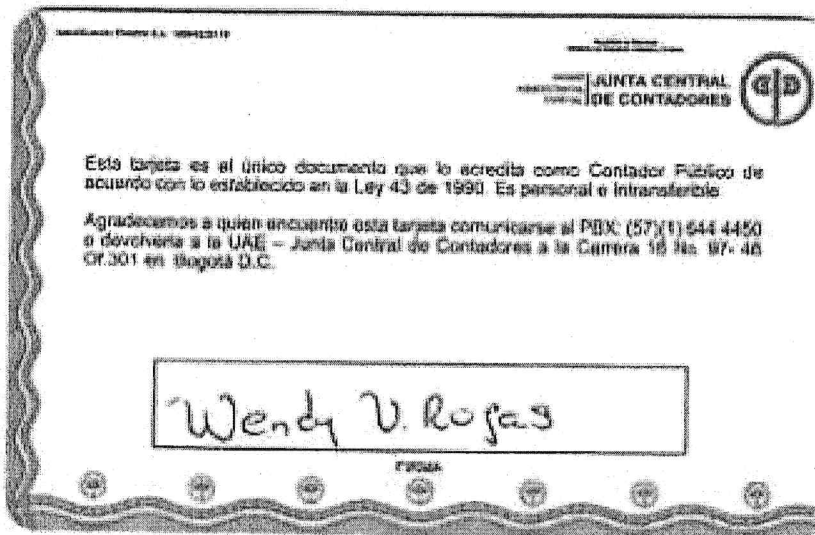 JUNTA CENTRAL
DE CONTADORES
Esta tarjeta es el único documento que lo acredita como Contador Público de
acuerdo con lo establecido en la Ley 43 de 1990. Es personal e intransferible
Agradecemos a quien encuentre esta tarjeta comunicarse al PBX: (57)(1) 644 4450
o devolverla a la UAE – Junta Central de Contadores a la Carrera 16 No. 97- 46
Of.301 en Bogotá D.C.
Wendy V. Rojas
FIRMA